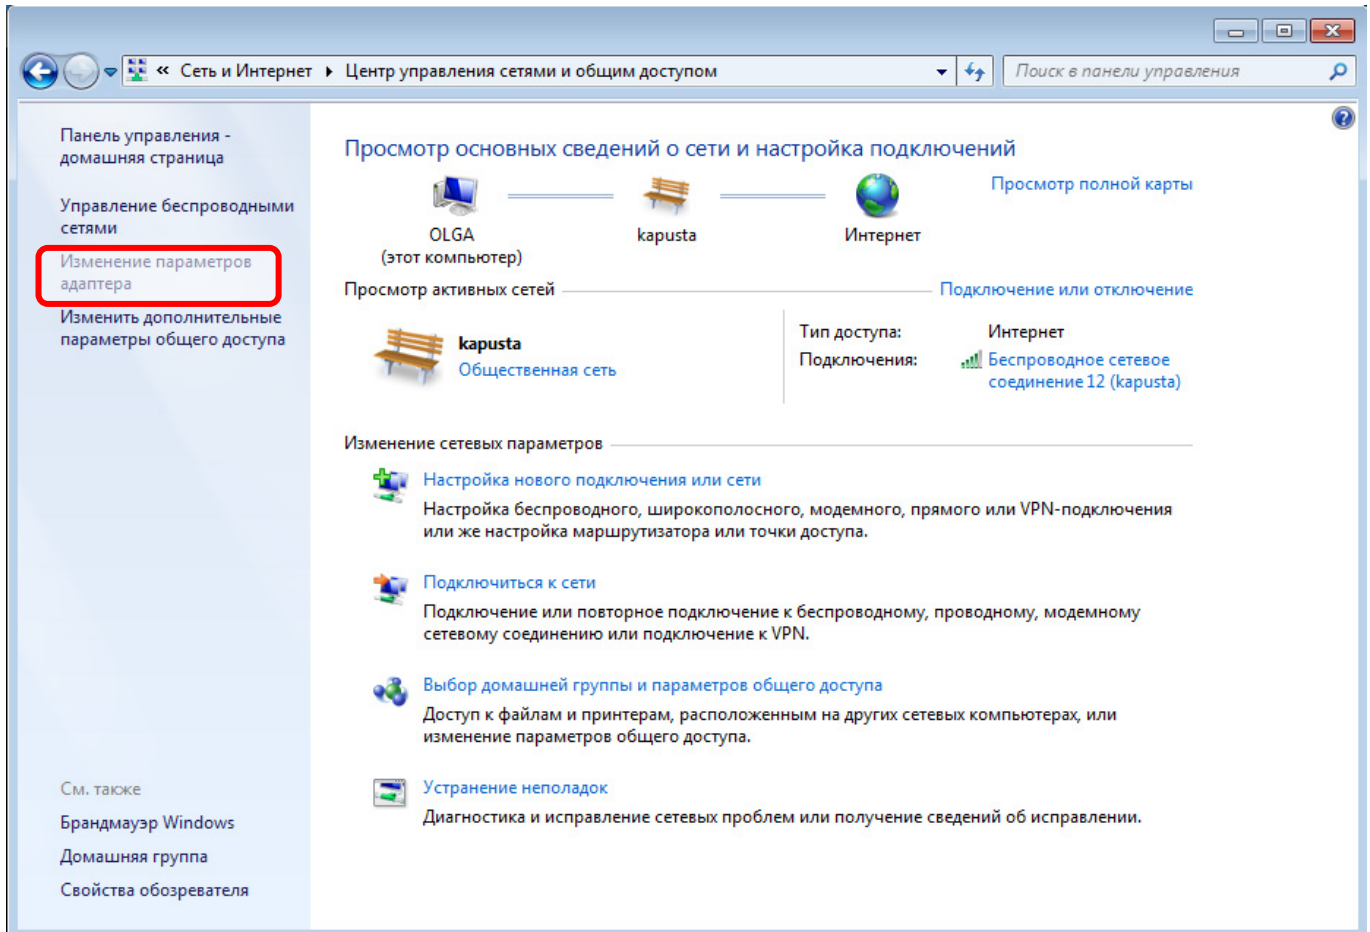 « Сеть и Интернет ▸ Центр управления сетями и общим доступом
Поиск в панели управления
Панель управления -
домашняя страница
Управление беспроводными
сетями
Изменение параметров
адаптера
Изменить дополнительные
параметры общего доступа
См. также
Брандмауэр Windows
Домашняя группа
Свойства обозревателя
Просмотр основных сведений о сети и настройка подключений
Просмотр полной карты
OLGA
(этот компьютер)
kapusta
Интернет
Просмотр активных сетей
Подключение или отключение
kapusta
Общественная сеть
Тип доступа: Интернет
Подключения: Беспроводное сетевое
соединение 12 (kapusta)
Изменение сетевых параметров
Настройка нового подключения или сети
Настройка беспроводного, широкополосного, модемного, прямого или VPN-подключения
или же настройка маршрутизатора или точки доступа.
Подключиться к сети
Подключение или повторное подключение к беспроводному, проводному, модемному
сетевому соединению или подключение к VPN.
Выбор домашней группы и параметров общего доступа
Доступ к файлам и принтерам, расположенным на других сетевых компьютерах, или
изменение параметров общего доступа.
Устранение неполадок
Диагностика и исправление сетевых проблем или получение сведений об исправлении.